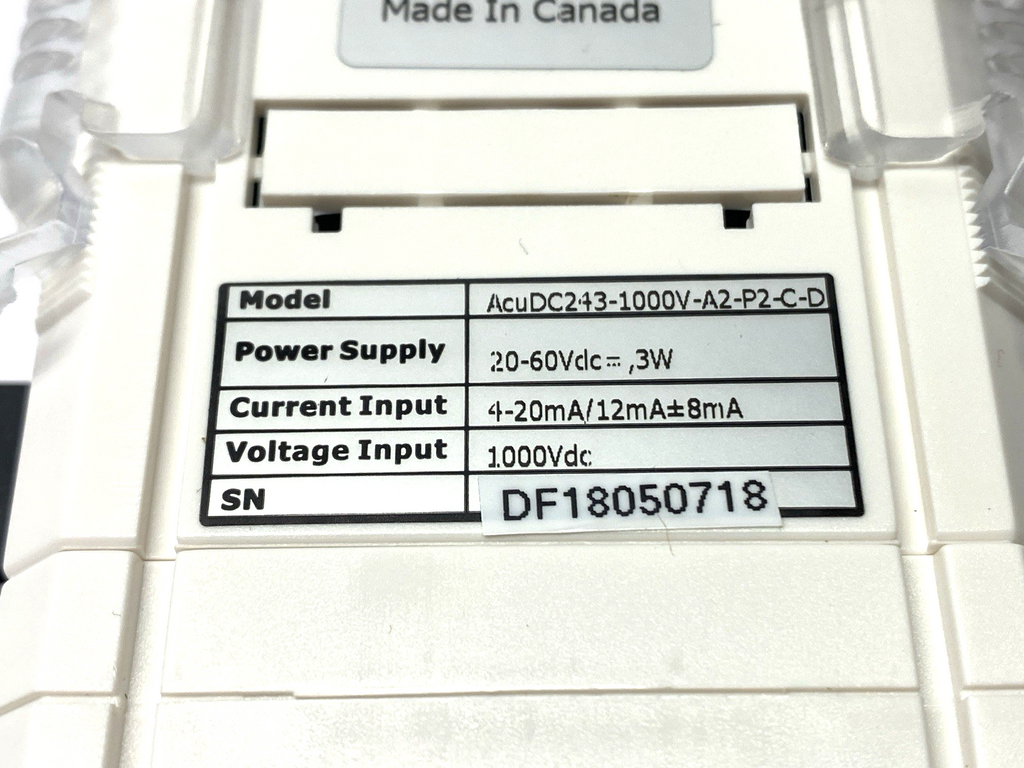 Made In Canada
Model AcuDC243-1000V-A2-P2-C-D
Power Supply 20-60Vdc⎓,3W
Current Input 4-20mA/12mA±8mA
Voltage Input 1000Vdc
SN DF18050718